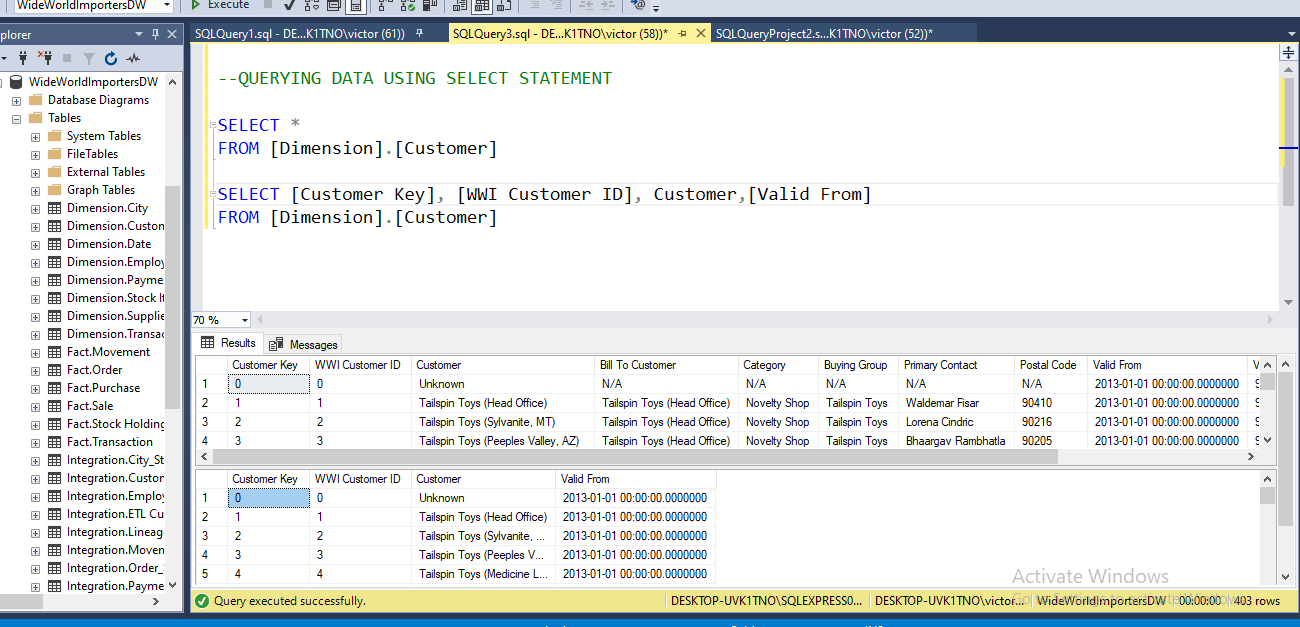 WideWorldImportersDW Execute
plorer
SQLQuery1.sql - DE...K1TNO\victor (61))
SQLQuery3.sql - DE...K1TNO\victor (58))*
SQLQueryProject2.s...K1TNO\victor (52))*
WideWorldImportersDW
Database Diagrams
Tables
System Tables
FileTables
External Tables
Graph Tables
Dimension.City
Dimension.Custon
Dimension.Date
Dimension.Employ
Dimension.Payme
Dimension.Stock It
Dimension.Supplie
Dimension.Transac
Fact.Movement
Fact.Order
Fact.Purchase
Fact.Sale
Fact.Stock Holding
Fact.Transaction
Integration.City_St
Integration.Custor
Integration.Employ
Integration.ETL Cu
Integration.Lineag
Integration.Moven
Integration.Order_
Integration.Payme
--QUERYING DATA USING SELECT STATEMENT
SELECT *
FROM [Dimension].[Customer]
SELECT [Customer Key], [WWI Customer ID], Customer,[Valid From]
FROM [Dimension].[Customer]
70 %
Results Messages
Customer Key WWI Customer ID Customer Bill To Customer Category Buying Group Primary Contact Postal Code Valid From V
1 0 0 Unknown N/A N/A N/A N/A N/A 2013-01-01 00:00:00.0000000 9
2 1 1 Tailspin Toys (Head Office) Tailspin Toys (Head Office) Novelty Shop Tailspin Toys Waldemar Fisar 90410 2013-01-01 00:00:00.0000000 9
3 2 2 Tailspin Toys (Sylvanite, MT) Tailspin Toys (Head Office) Novelty Shop Tailspin Toys Lorena Cindric 90216 2013-01-01 00:00:00.0000000 9
4 3 3 Tailspin Toys (Peeples Valley, AZ) Tailspin Toys (Head Office) Novelty Shop Tailspin Toys Bhaargav Rambhatla 90205 2013-01-01 00:00:00.0000000 9
Customer Key WWI Customer ID Customer Valid From
1 0 0 Unknown 2013-01-01 00:00:00.0000000
2 1 1 Tailspin Toys (Head Office) 2013-01-01 00:00:00.0000000
3 2 2 Tailspin Toys (Sylvanite, ... 2013-01-01 00:00:00.0000000
4 3 3 Tailspin Toys (Peeples V... 2013-01-01 00:00:00.0000000
5 4 4 Tailspin Toys (Medicine L... 2013-01-01 00:00:00.0000000
Activate Windows
Go to Settings to activate Windows.
Query executed successfully. DESKTOP-UVK1TNO\SQLEXPRESS0... DESKTOP-UVK1TNO\victor... WideWorldImportersDW 00:00:00 403 rows